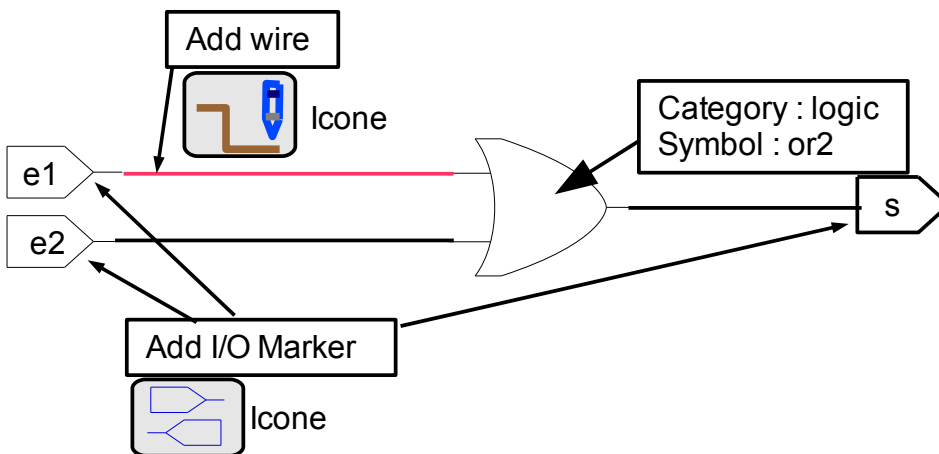 Add wire
Icone
Category : logic
Symbol : or2
e1
s
e2
Add I/O Marker
Icone